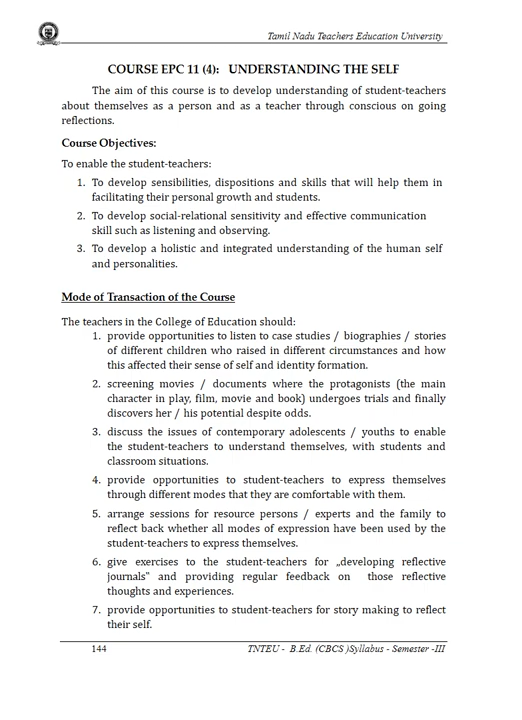 Tamil Nadu Teachers Education University
COURSE EPC 11 (4): UNDERSTANDING THE SELF
The aim of this course is to develop understanding of student-teachers
about themselves as a person and as a teacher through conscious on going
reflections.
Course Objectives:
To enable the student-teachers:
1. To develop sensibilities, dispositions and skills that will help them in
facilitating their personal growth and students.
2. To develop social-relational sensitivity and effective communication
skill such as listening and observing.
3. To develop a holistic and integrated understanding of the human self
and personalities.
Mode of Transaction of the Course
The teachers in the College of Education should:
1. provide opportunities to listen to case studies / biographies / stories
of different children who raised in different circumstances and how
this affected their sense of self and identity formation.
2. screening movies / documents where the protagonists (the main
character in play, film, movie and book) undergoes trials and finally
discovers her / his potential despite odds.
3. discuss the issues of contemporary adolescents / youths to enable
the student-teachers to understand themselves, with students and
classroom situations.
4. provide opportunities to student-teachers to express themselves
through different modes that they are comfortable with them.
5. arrange sessions for resource persons / experts and the family to
reflect back whether all modes of expression have been used by the
student-teachers to express themselves.
6. give exercises to the student-teachers for „developing reflective
journals‟ and providing regular feedback on those reflective
thoughts and experiences.
7. provide opportunities to student-teachers for story making to reflect
their self.
144 TNTEU - B.Ed. (CBCS )Syllabus - Semester -III